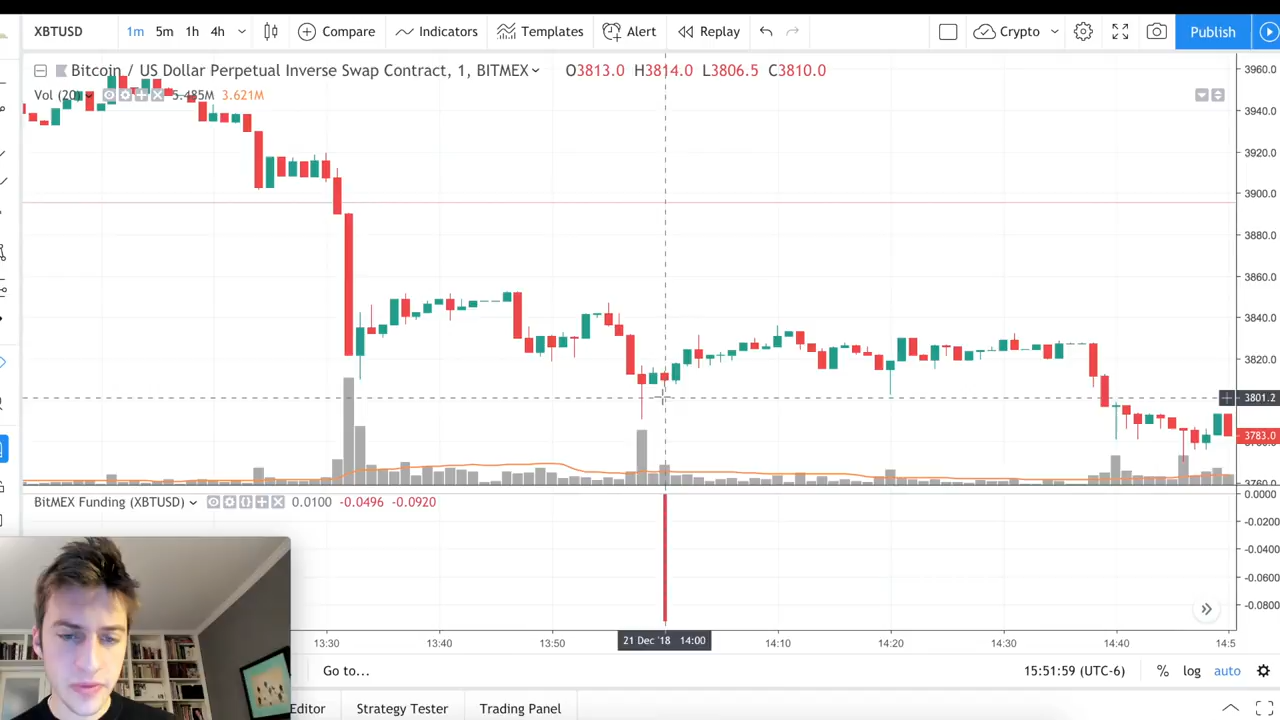 XBTUSD 1m 5m 1h 4h Compare Indicators Templates Alert Replay Crypto Publish
Bitcoin / US Dollar Perpetual Inverse Swap Contract, 1, BITMEX O3813.0 H3814.0 L3806.5 C3810.0
Vol (20) 5.485M 3.621M
3960.0
3940.0
3920.0
3900.0
3880.0
3860.0
3840.0
3820.0
3801.2
3783.0
3760.0
BitMEX Funding (XBTUSD) 0.0100 -0.0496 -0.0920
0.0000
-0.0200
-0.0400
-0.0600
-0.0800
13:30 13:40 13:50 21 Dec '18 14:00 14:10 14:20 14:30 14:40 14:5
Go to... 15:51:59 (UTC-6) % log auto
Editor Strategy Tester Trading Panel